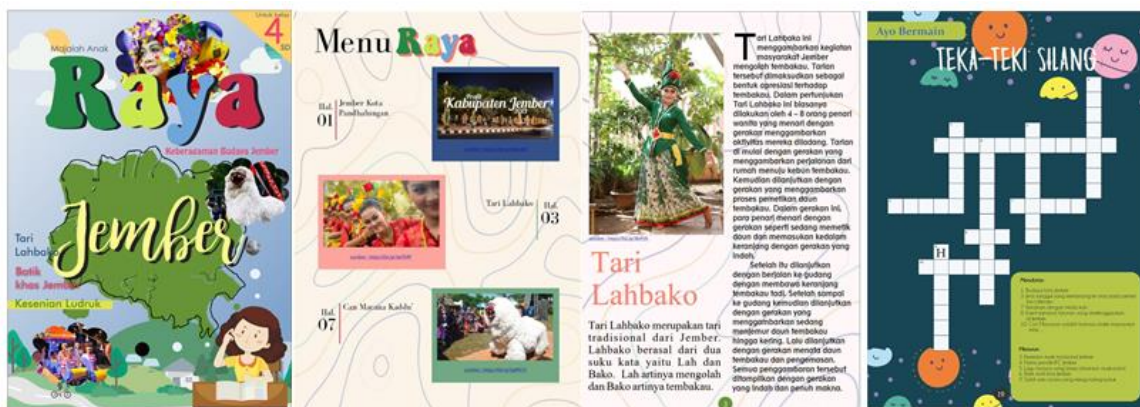 Untuk kelas
4
SD
Majalah Anak
Raya
Keberagaman Budaya Jember
Jember
Tari
Lahbako
Batik
khas Jember
Kesenian Ludruk
Menu Raya
Hal.
01
Jember Kota
Pandhalungan
Profil
Kabupaten Jember
Tari Lahbako
Hal.
03
Hal.
07
Can Macana Kaddu'
Tari
Lahbako
Tari Lahbako merupakan tari
tradisional dari Jember.
Lahbako berasal dari dua
suku kata yaitu Lah dan
Bako. Lah artinya mengolah
dan Bako artinya tembakau.
Tari Lahbako ini
menggambarkan kegiatan
masyarakat Jember
mengolah tembakau. Tarian
tersebut dimaksudkan sebagai
bentuk apresiasi terhadap
tembakau. Dalam pertunjukan
Tari Lahbako ini biasanya
dilakukan oleh 4 – 8 orang penari
wanita yang menari dengan
gerakan menggambarkan
aktivitas mereka diladang. Tarian
di mulai dengan gerakan yang
menggambarkan perjalanan dari
rumah menuju kebun tembakau.
Kemudian dilanjutkan dengan
gerakan yang menggambarkan
proses pemetikan daun
tembakau. Dalam gerakan ini,
para penari menari dengan
gerakan seperti sedang memetik
daun dan memasukan kedalam
keranjang dengan gerakan yang
indah.
Setelah itu dilanjutkan
dengan berjalan ke gudang
dengan membawa keranjang
tembakau tadi. Setelah sampai
ke gudang kemudian dilanjutkan
dengan gerakan yang
menggambarkan sedang
menjemur daun tembakau
hingga kering. Lalu dilanjutkan
dengan gerakan menata daun
tembakau dan pengemasan.
Semua penggambaran tersebut
ditampilkan dengan gerakan
yang indah dan penuh makna.
3
Ayo Bermain
TEKA-TEKI SILANG
H
Mendatar:
Menurun:
19